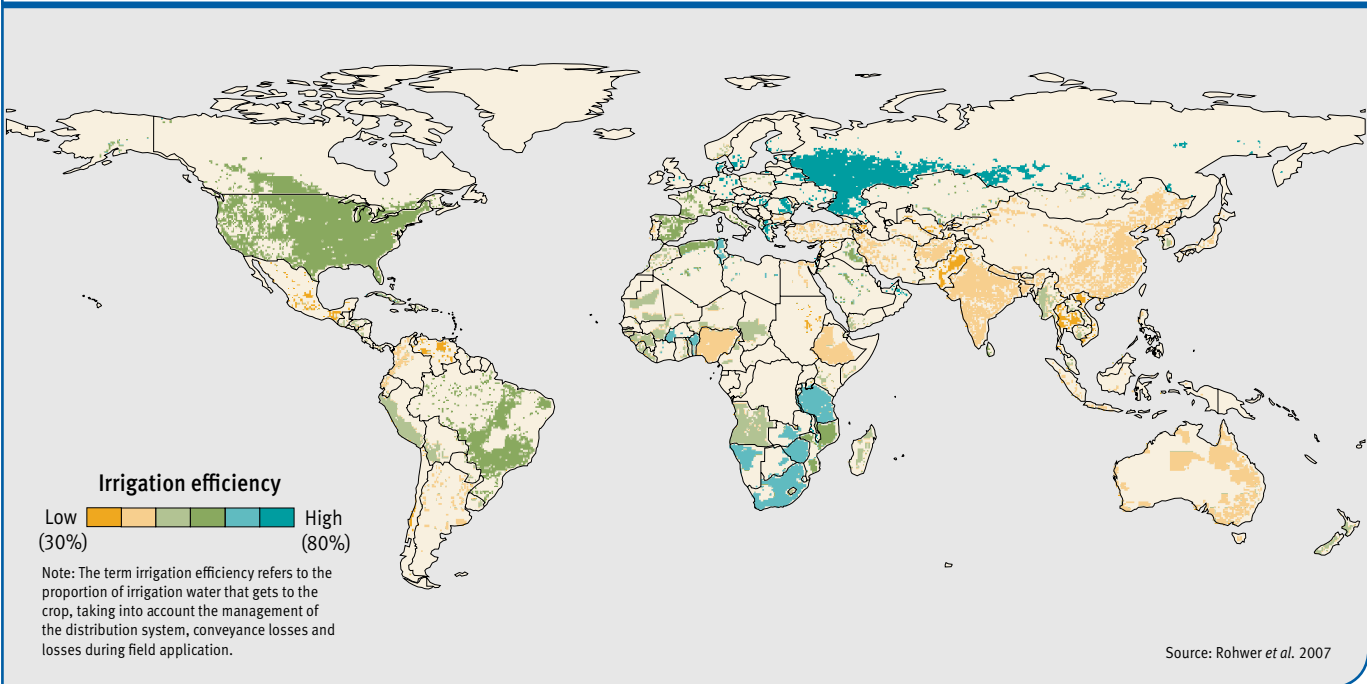 Irrigation efficiency
Low
(30%)
High
(80%)
Note: The term irrigation efficiency refers to the
proportion of irrigation water that gets to the
crop, taking into account the management of
the distribution system, conveyance losses and
losses during field application.
Source: Rohwer et al. 2007